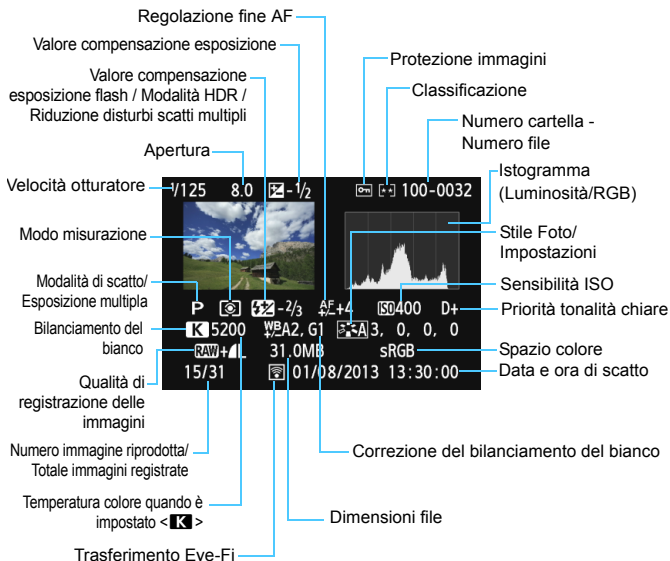 Regolazione fine AF
Valore compensazione esposizione
Valore compensazione
esposizione flash / Modalità HDR /
Riduzione disturbi scatti multipli
Apertura
Velocità otturatore
Modo misurazione
Modalità di scatto/
Esposizione multipla
Bilanciamento del
bianco
Qualità di
registrazione delle
immagini
Numero immagine riprodotta/
Totale immagini registrate
Temperatura colore quando è
impostato <K>
Trasferimento Eye-Fi
Protezione immagini
Classificazione
Numero cartella -
Numero file
Istogramma
(Luminosità/RGB)
Stile Foto/
Impostazioni
Sensibilità ISO
Priorità tonalità chiare
Spazio colore
Data e ora di scatto
Correzione del bilanciamento del bianco
Dimensioni file
1/125 8.0 -1/2 100-0032
P -2/3 AF+4 ISO400 D+
K 5200 WB A2, G1 A 3, 0, 0, 0
RAW+L 31.0MB sRGB
15/31 01/08/2013 13:30:00